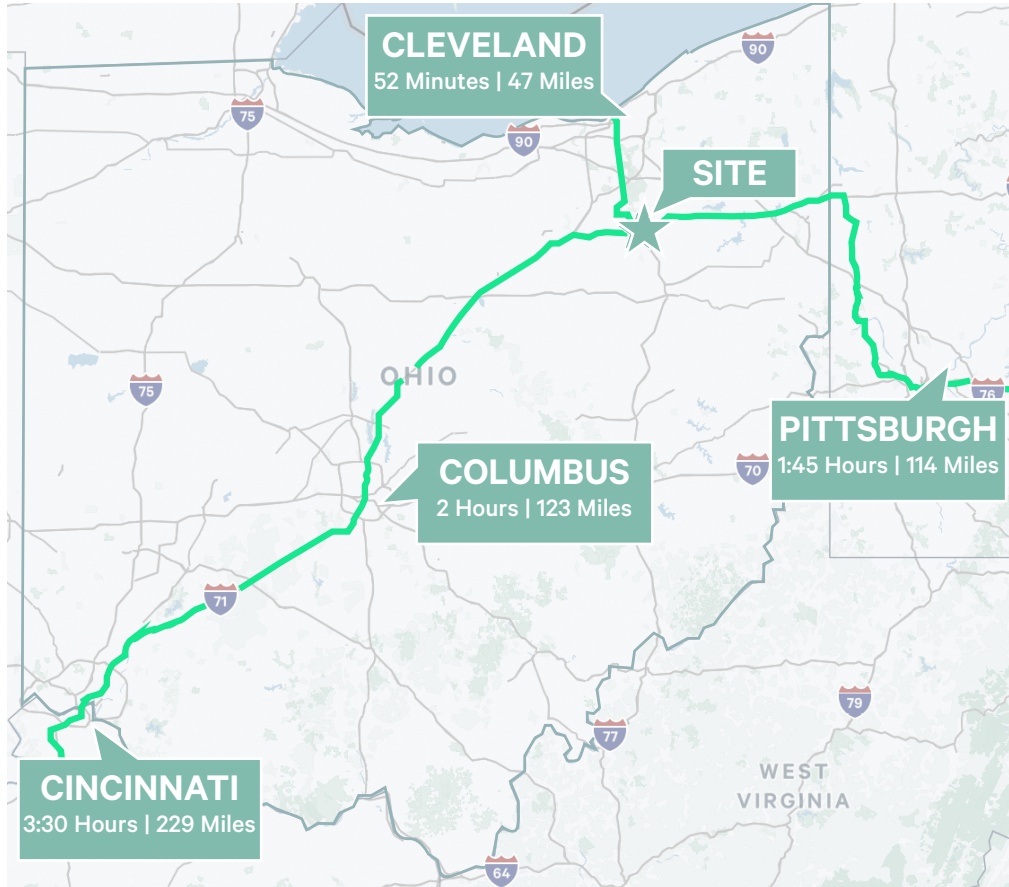 CLEVELAND
52 Minutes | 47 Miles
90
75
90
SITE
OHIO
75
76
PITTSBURGH
1:45 Hours | 114 Miles
COLUMBUS
2 Hours | 123 Miles
70
71
79
77
WEST
VIRGINIA
CINCINNATI
3:30 Hours | 229 Miles
64